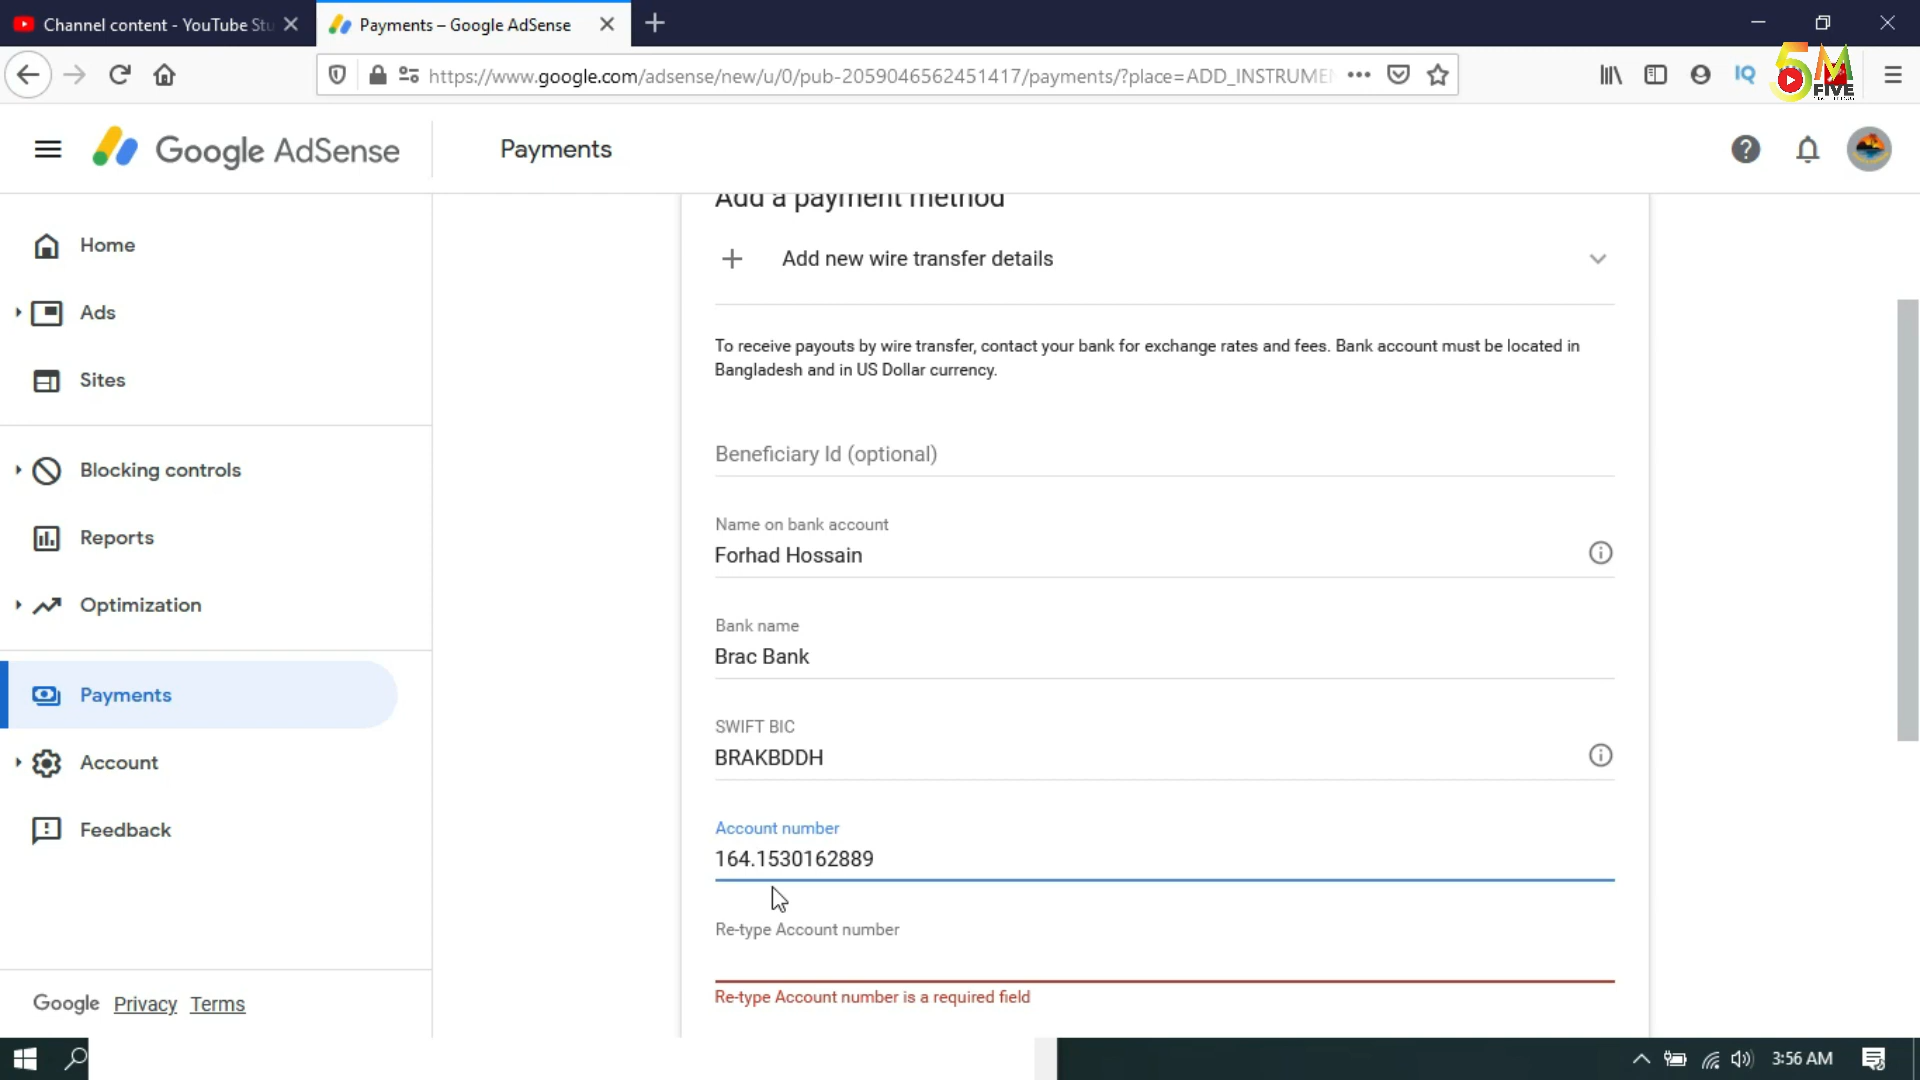 Channel content - YouTube Stu
Payments – Google AdSense
https://www.google.com/adsense/new/u/0/pub-2059046562451417/payments/?place=ADD_INSTRUME
IQ
5M
FIVE
Google AdSense
Payments
Home
Ads
Sites
Blocking controls
Reports
Optimization
Payments
Account
Feedback
Google Privacy Terms
Add a payment method
Add new wire transfer details
To receive payouts by wire transfer, contact your bank for exchange rates and fees. Bank account must be located in
Bangladesh and in US Dollar currency.
Beneficiary Id (optional)
Name on bank account
Forhad Hossain
Bank name
Brac Bank
SWIFT BIC
BRAKBDDH
Account number
164.1530162889
Re-type Account number
Re-type Account number is a required field
3:56 AM